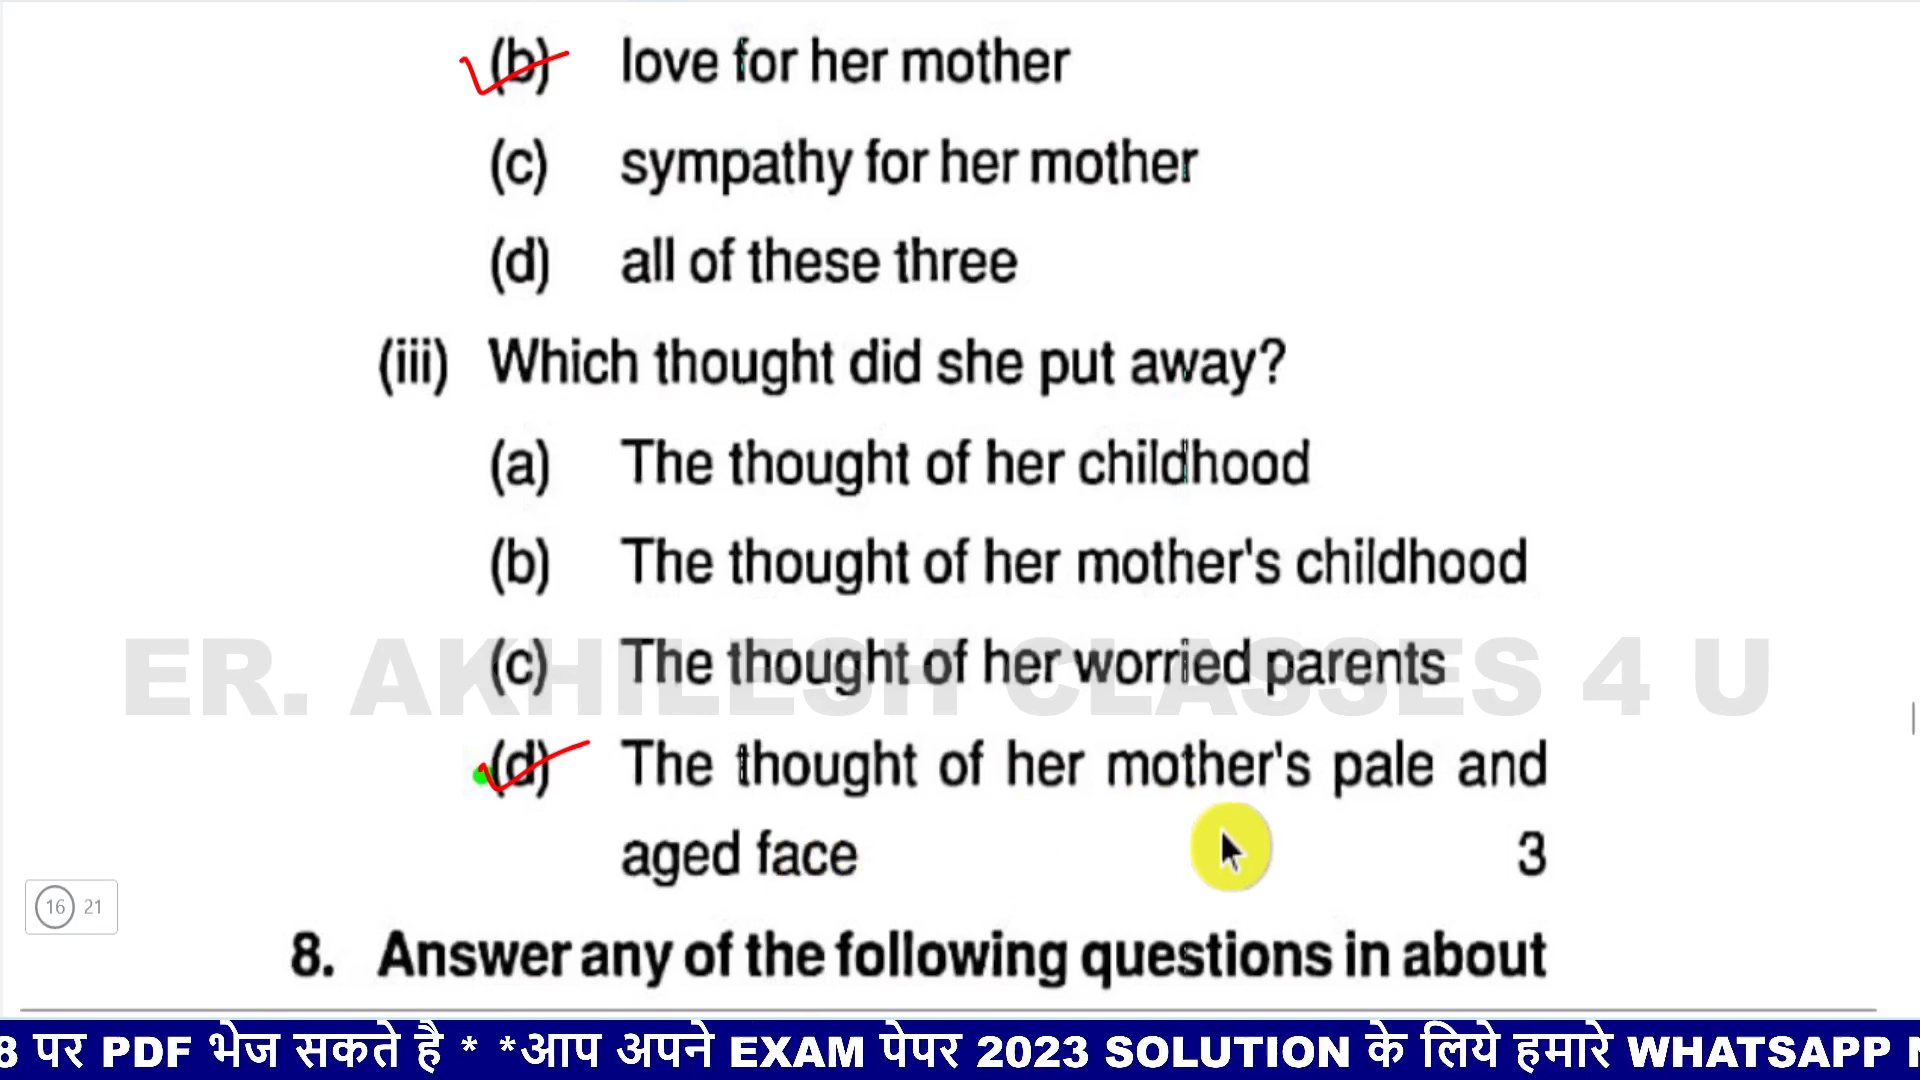 (b) love for her mother
(c) sympathy for her mother
(d) all of these three
(iii) Which thought did she put away?
(a) The thought of her childhood
(b) The thought of her mother's childhood
(c) The thought of her worried parents
ER. AKHILESH CLASSES 4 U
(d) The thought of her mother's pale and
aged face 3
16 21
8. Answer any of the following questions in about
8 पर PDF भेज सकते है * *आप अपने EXAM पेपर 2023 SOLUTION के लिये हमारे WHATSAPP